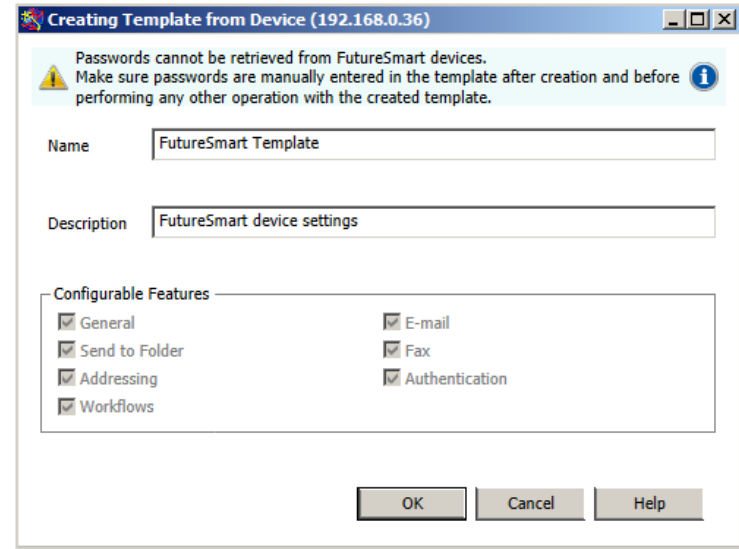 Creating Template from Device (192.168.0.36)
Passwords cannot be retrieved from FutureSmart devices.
Make sure passwords are manually entered in the template after creation and before
performing any other operation with the created template.
Name
FutureSmart Template
Description
FutureSmart device settings
Configurable Features
General
E-mail
Send to Folder
Fax
Addressing
Authentication
Workflows
OK
Cancel
Help